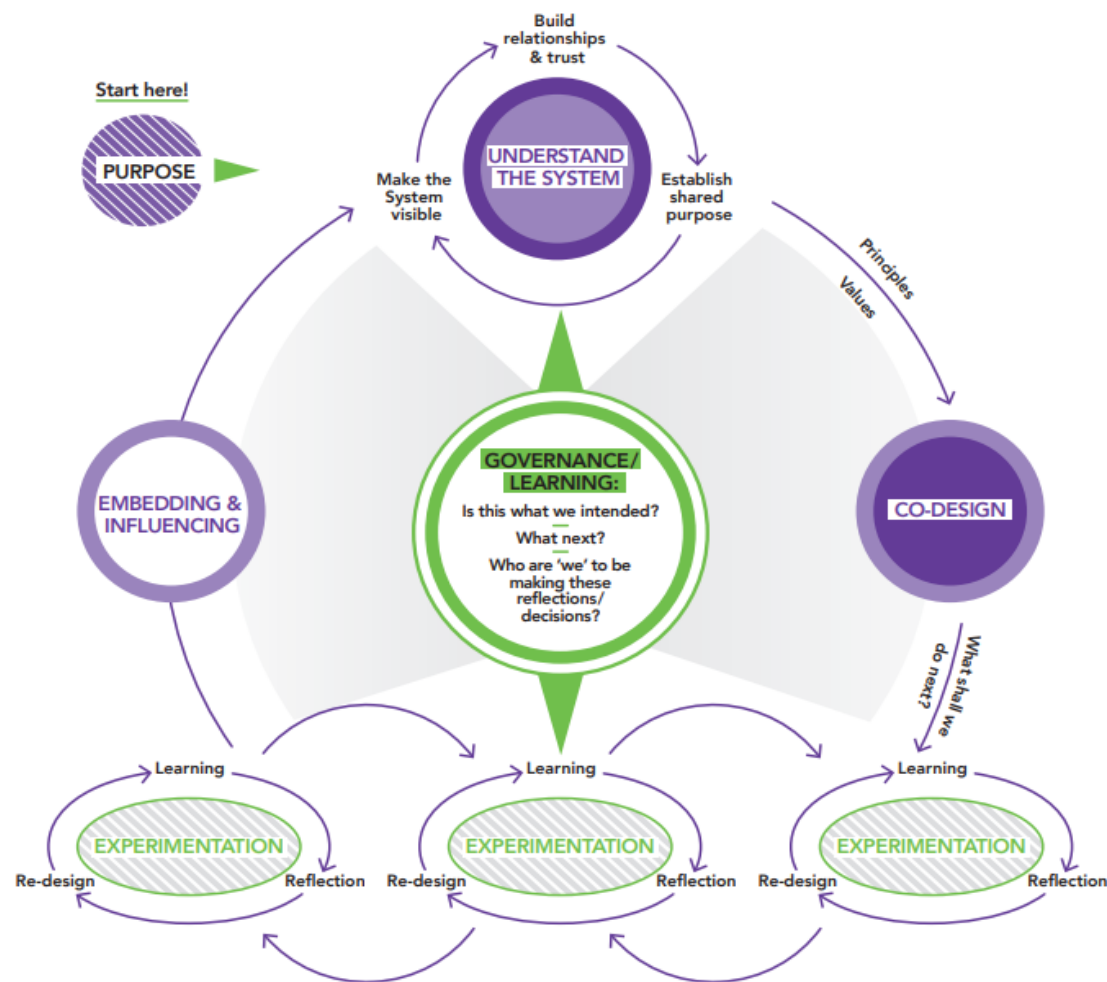 Start here!
PURPOSE
Build
relationships
& trust
UNDERSTAND
THE SYSTEM
Make the
System
visible
Establish
shared
purpose
Principles
Values
GOVERNANCE/
LEARNING:
Is this what we intended?
What next?
Who are ‘we’ to be
making these
reflections/
decisions?
EMBEDDING &
INFLUENCING
CO-DESIGN
What shall we
do next?
Learning
EXPERIMENTATION
Re-design
Reflection
Learning
EXPERIMENTATION
Re-design
Reflection
Learning
EXPERIMENTATION
Re-design
Reflection